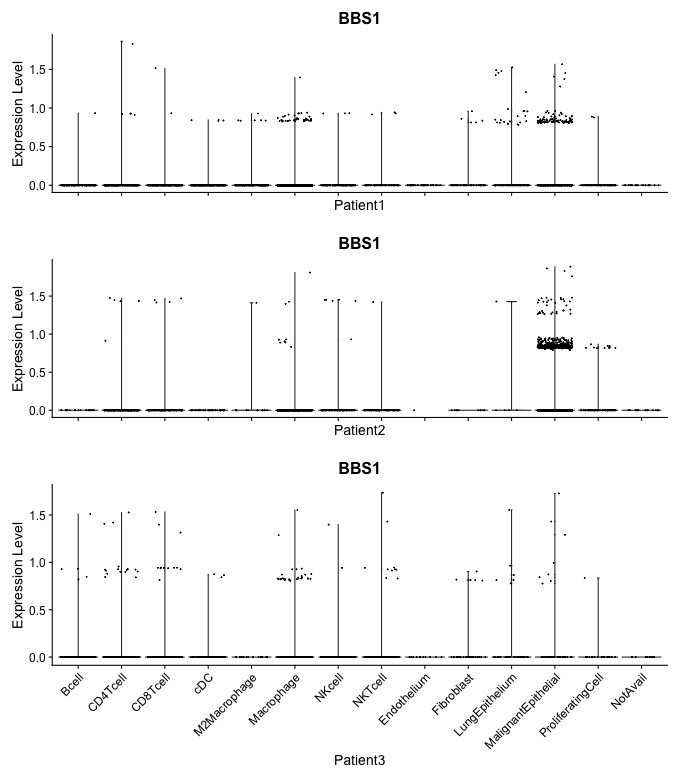 BBS1
Expression Level
1.5
1.0
0.5
0.0
Patient1
BBS1
Expression Level
1.5
1.0
0.5
0.0
Patient2
BBS1
Expression Level
1.5
1.0
0.5
0.0
Bcell
CD4Tcell
CD8Tcell
cDC
M2Macrophage
Macrophage
NKcell
NKTcell
Endothelium
Fibroblast
LungEpithelium
MalignantEpithelial
ProliferatingCell
NotAvail
Patient3